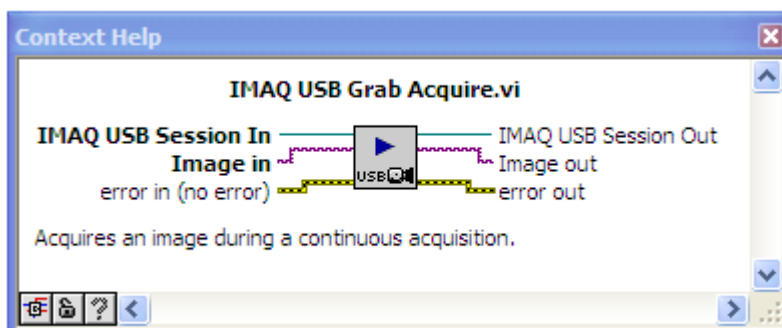 Context Help
IMAQ USB Grab Acquire.vi
IMAQ USB Session In
IMAQ USB Session Out
Image in
Image out
error in (no error)
error out
USB
Acquires an image during a continuous acquisition.
?